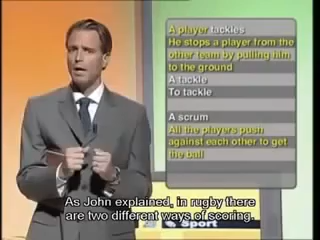 A player tackles
He stops a player from the
other team by pulling him
to the ground
A tackle
To tackle
A scrum
All the players push
against each other to get
the ball
As John explained, in rugby there
are two different ways of scoring.
Sport